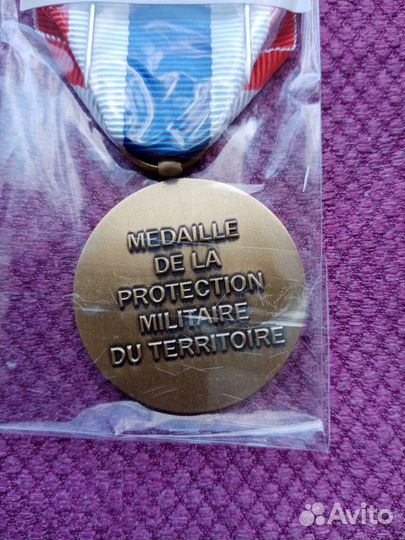 MEDAILLE
DE LA
PROTECTION
MILITAIRE
DU TERRITOIRE
Avito